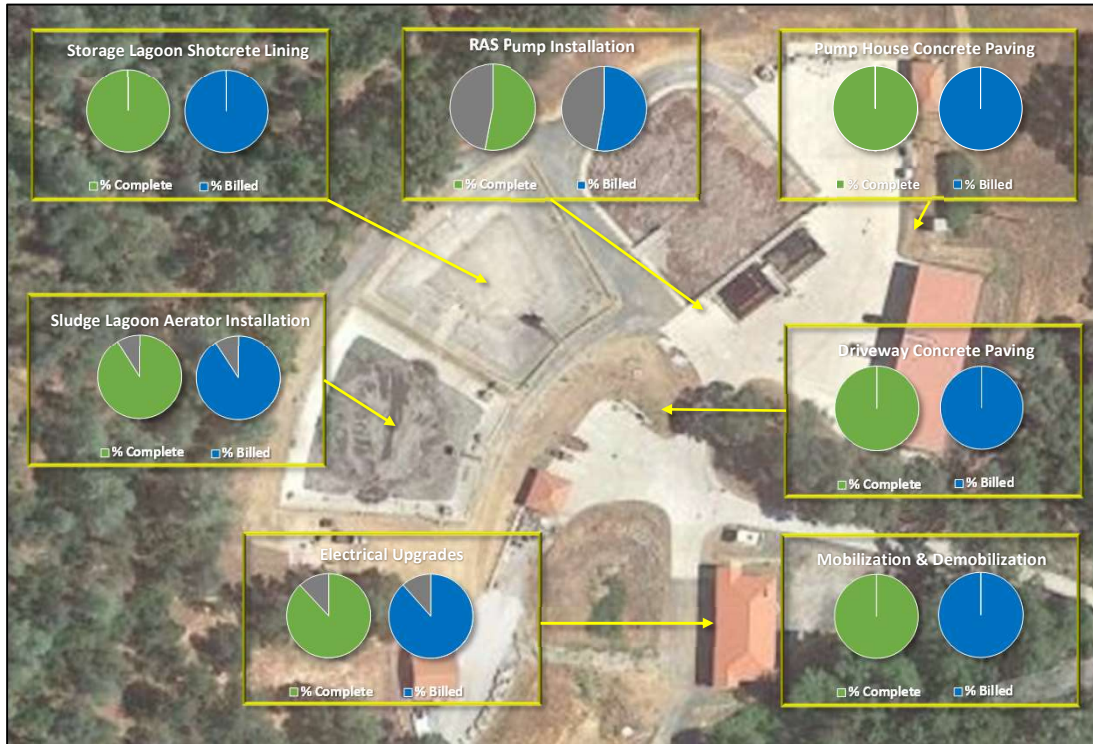 Storage Lagoon Shotcrete Lining
% Complete
% Billed
RAS Pump Installation
% Complete
% Billed
Pump House Concrete Paving
% Complete
% Billed
Sludge Lagoon Aerator Installation
% Complete
% Billed
Driveway Concrete Paving
% Complete
% Billed
Electrical Upgrades
% Complete
% Billed
Mobilization & Demobilization
% Complete
% Billed